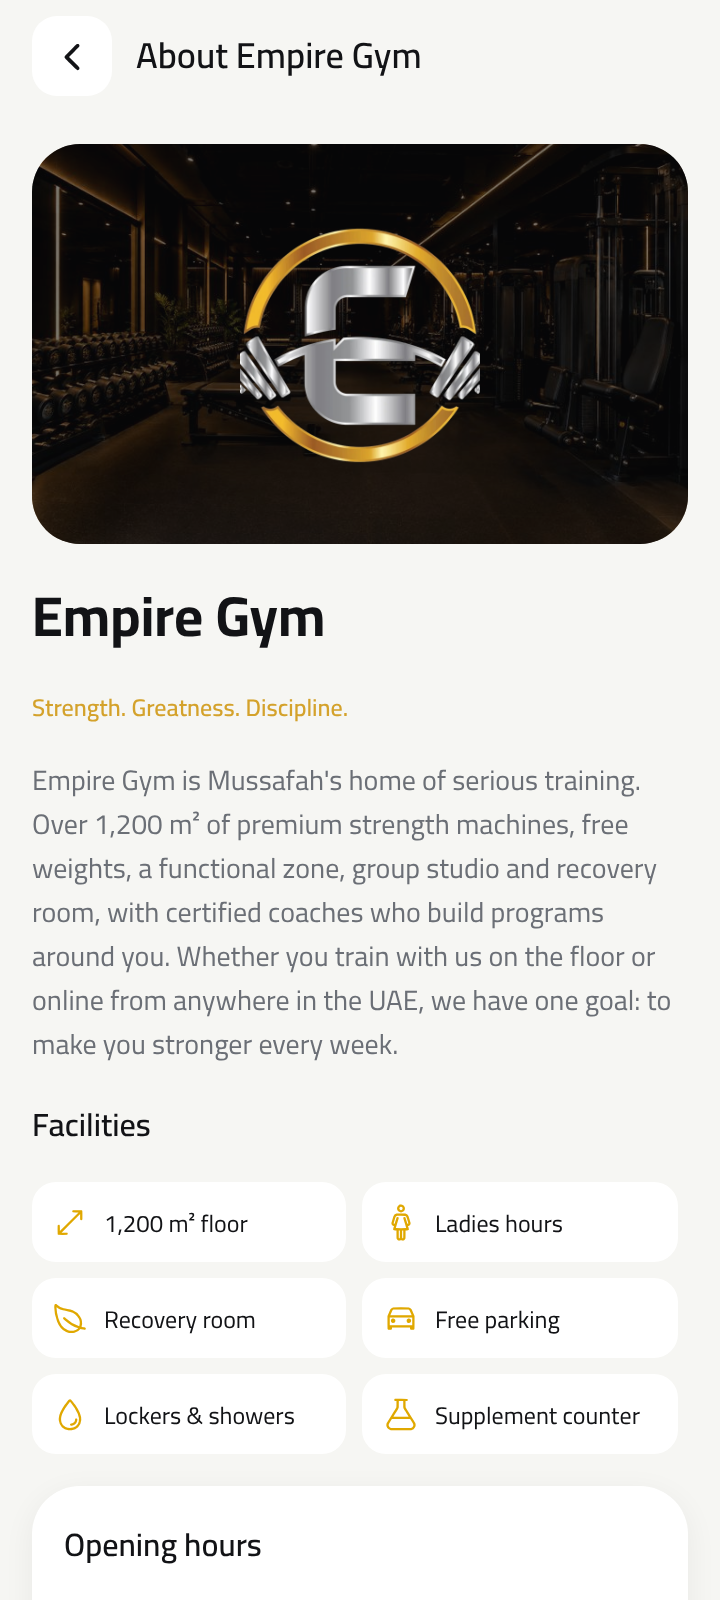 About Empire Gym
E
Empire Gym
Strength. Greatness. Discipline.
Empire Gym is Mussafah's home of serious training.
Over 1,200 m² of premium strength machines, free
weights, a functional zone, group studio and recovery
room, with certified coaches who build programs
around you. Whether you train with us on the floor or
online from anywhere in the UAE, we have one goal: to
make you stronger every week.
Facilities
1,200 m² floor
Ladies hours
Recovery room
Free parking
Lockers & showers
Supplement counter
Opening hours